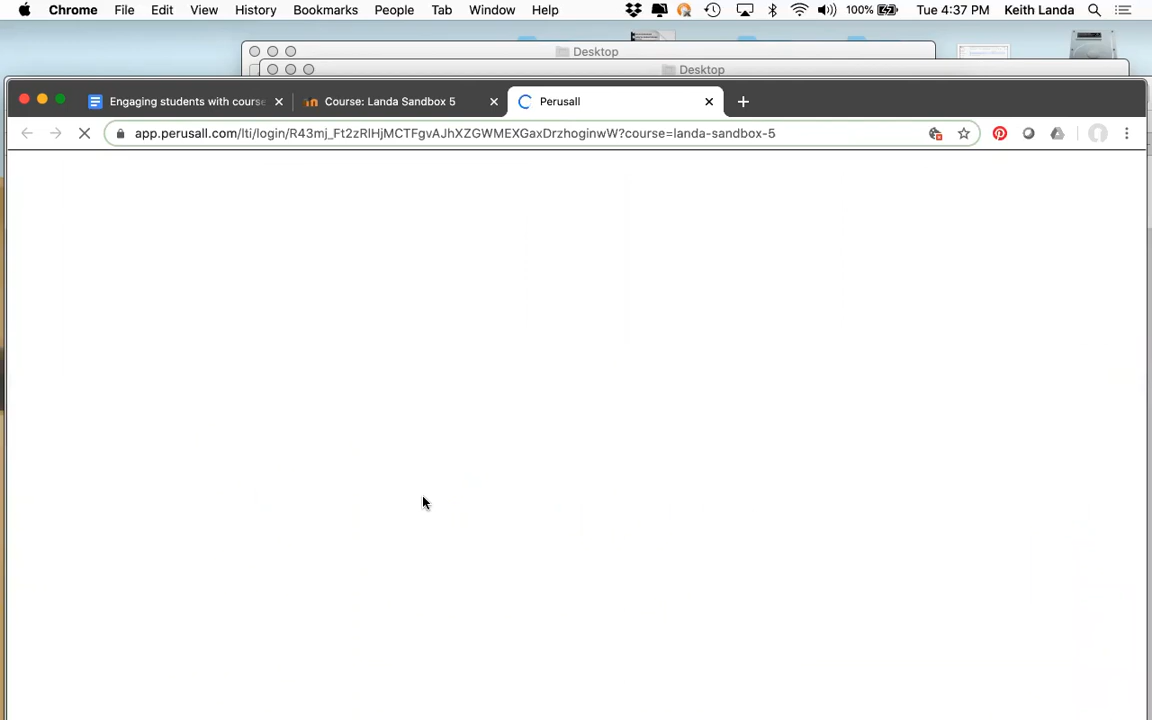 Chrome File Edit View History Bookmarks People Tab Window Help 100% Tue 4:37 PM Keith Landa
Desktop
Desktop
Engaging students with course Course: Landa Sandbox 5 Perusall
app.perusall.com/lti/login/R43mj_Ft2zRlHjMCTFgvAJhXZGWMEXGaxDrzhoginwW?course=landa-sandbox-5